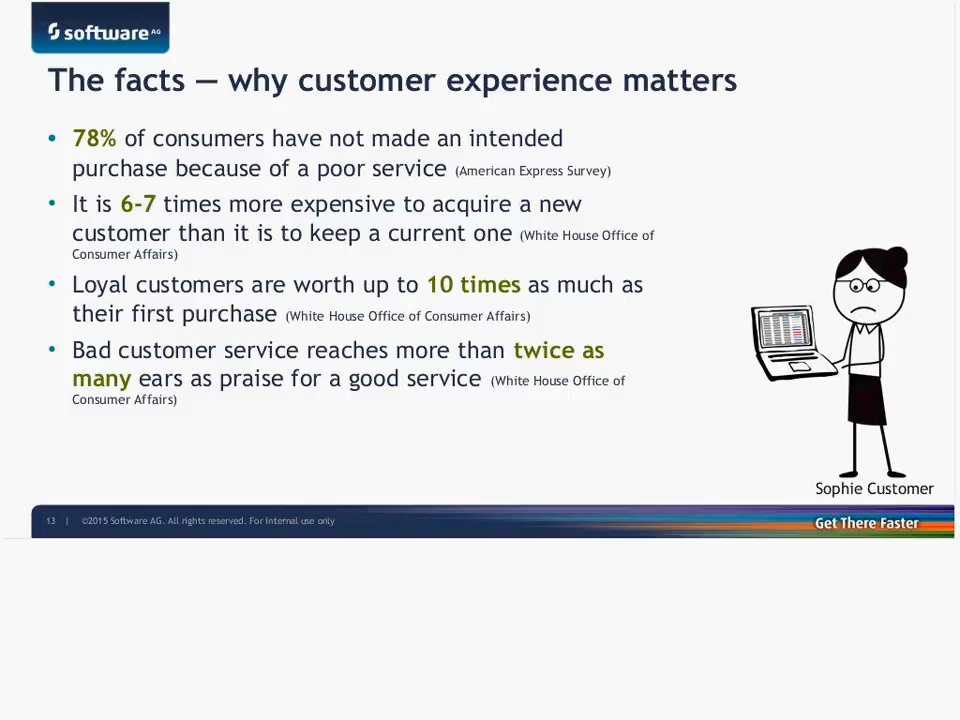 software AG
The facts — why customer experience matters
• 78% of consumers have not made an intended
purchase because of a poor service (American Express Survey)
• It is 6-7 times more expensive to acquire a new
customer than it is to keep a current one (White House Office of
Consumer Affairs)
• Loyal customers are worth up to 10 times as much as
their first purchase (White House Office of Consumer Affairs)
• Bad customer service reaches more than twice as
many ears as praise for a good service (White House Office of
Consumer Affairs)
Sophie Customer
13 | ©2015 Software AG. All rights reserved. For internal use only
Get There Faster